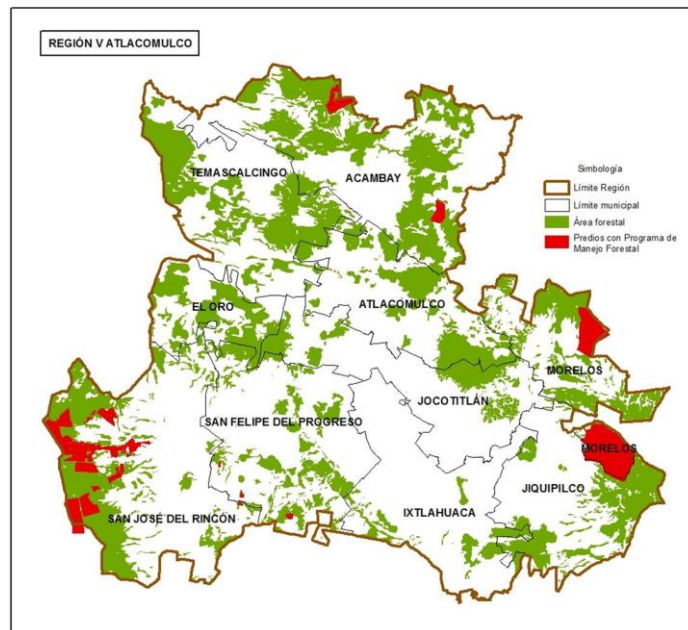 REGIÓN V ATLACOMULCO
TEMASCALCINGO
ACAMBAY
Simbología
Límite Región
Límite municipal
Área forestal
Predios con Programa de
Manejo Forestal
EL ORO
ATLACOMULCO
MORELOS
JOCOTITLÁN
SAN FELIPE DEL PROGRESO
MORELOS
JIQUIPILCO
IXTLAHUACA
SAN JOSÉ DEL RINCÓN